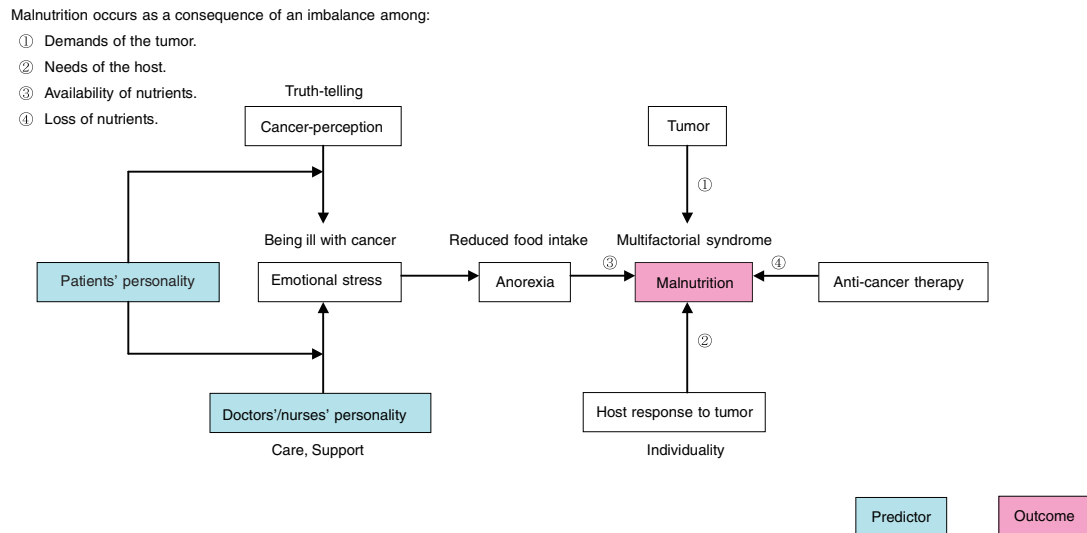 Malnutrition occurs as a consequence of an imbalance among:
① Demands of the tumor.
② Needs of the host.
③ Availability of nutrients.
④ Loss of nutrients.
Truth-telling
Cancer-perception
Tumor
①
Being ill with cancer
Reduced food intake
Multifactorial syndrome
Patients’ personality
Emotional stress
Anorexia
③
Malnutrition
④
Anti-cancer therapy
②
Doctors’/nurses’ personality
Host response to tumor
Care, Support
Individuality
Predictor
Outcome